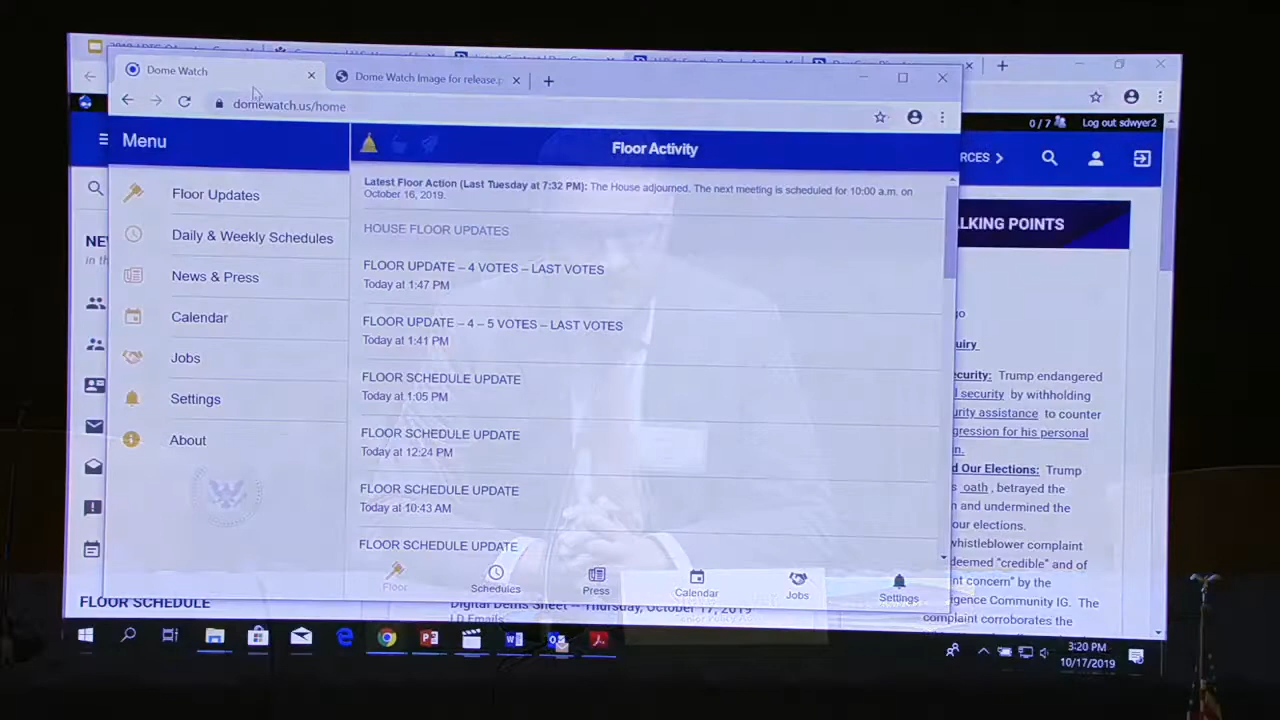 Dome Watch
Dome Watch Image for release.p
domewatch.us/home
0 / 7
Log out sdwyer2
Menu
Floor Activity
RCES
Floor Updates
Daily & Weekly Schedules
News & Press
Calendar
Jobs
Settings
About
Latest Floor Action (Last Tuesday at 7:32 PM): The House adjourned. The next meeting is scheduled for 10:00 a.m. on
October 16, 2019.
HOUSE FLOOR UPDATES
FLOOR UPDATE – 4 VOTES – LAST VOTES
Today at 1:47 PM
FLOOR UPDATE – 4 – 5 VOTES – LAST VOTES
Today at 1:41 PM
FLOOR SCHEDULE UPDATE
Today at 1:05 PM
FLOOR SCHEDULE UPDATE
Today at 12:24 PM
FLOOR SCHEDULE UPDATE
Today at 10:43 AM
FLOOR SCHEDULE UPDATE
Floor
Schedules
Press
Calendar
Jobs
Settings
NE
in th
LKING POINTS
go
uiry
ecurity: Trump endangered
l security by withholding
urity assistance to counter
gression for his personal
n.
d Our Elections: Trump
s oath , betrayed the
n and undermined the
our elections.
whistleblower complaint
deemed "credible" and of
nt concern" by the
igence Community IG. The
complaint corroborates the
FLOOR SCHEDULE
Digital Dems Sheet -- Thursday, October 17, 2019
LD Emails
3:20 PM
10/17/2019